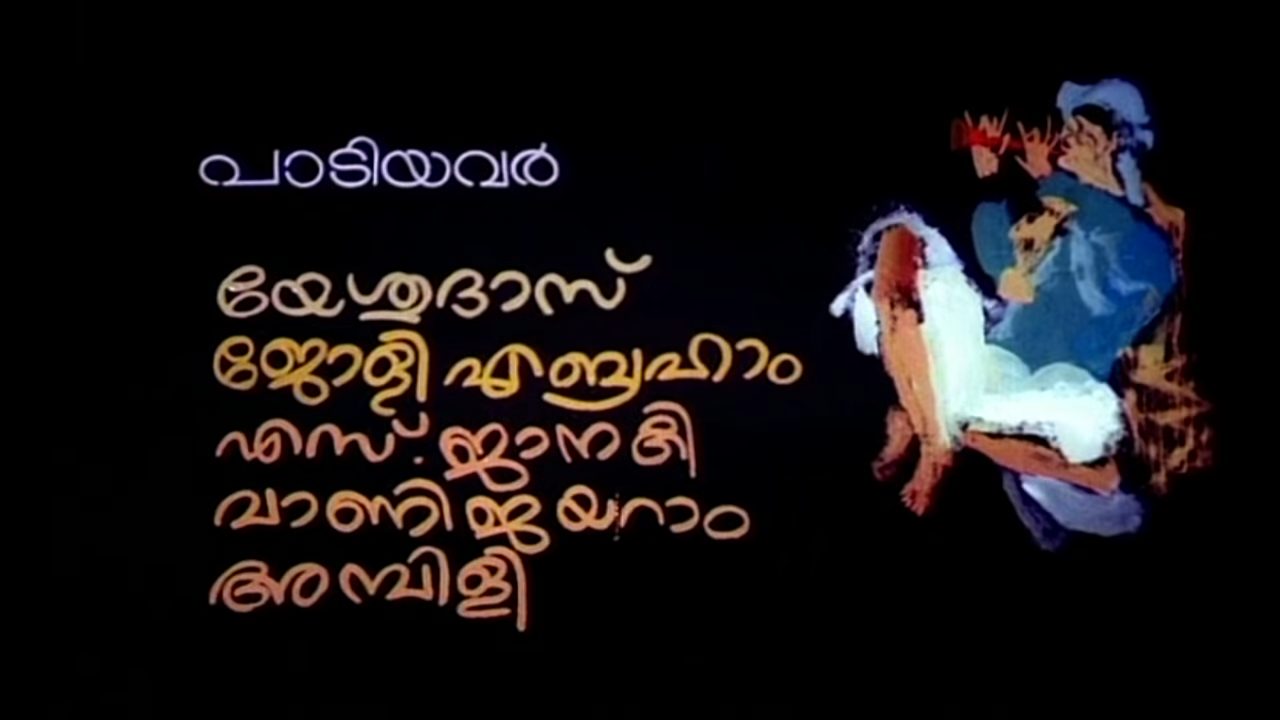 പാടിയവർ
യേശുദാസ്
ജോളി എബ്രഹാം
എസ്. ജാനകി
വാണി ജയറാം
അമ്പിളി